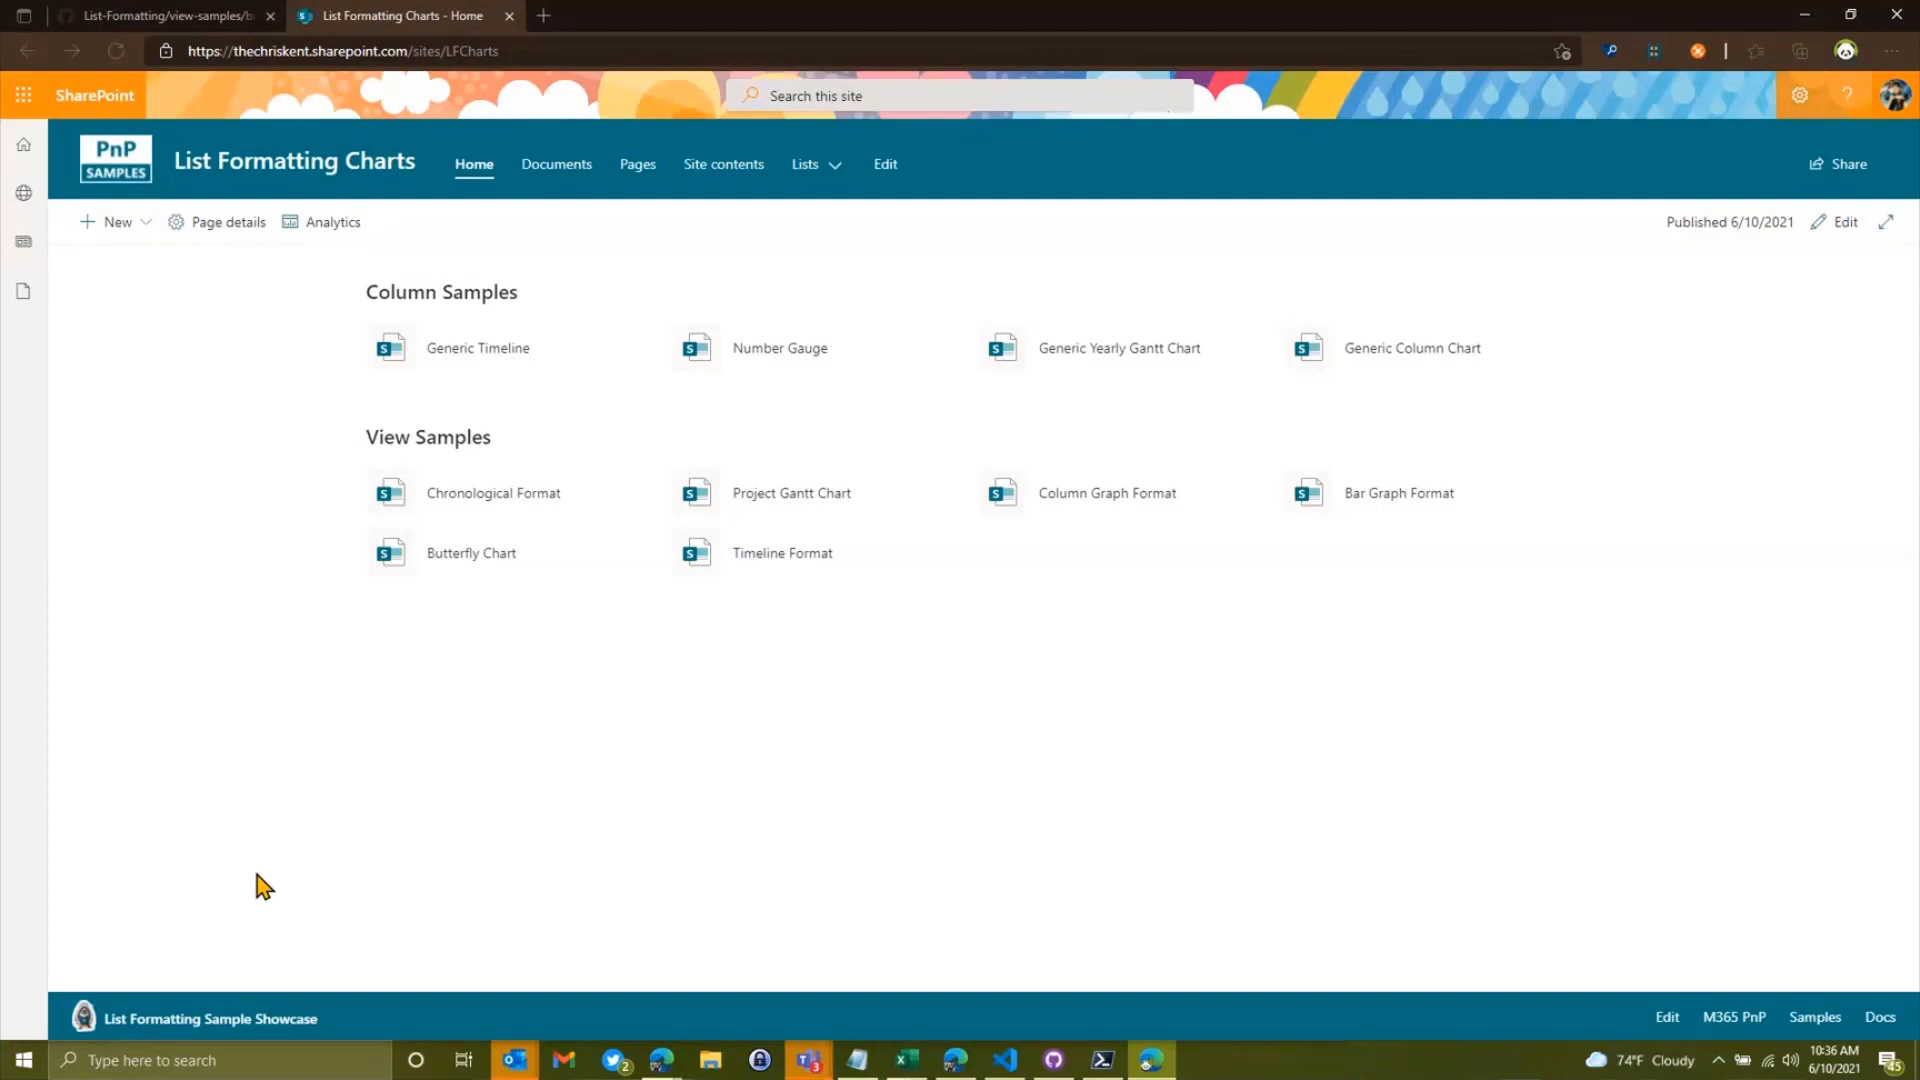 List-Formatting/view-samples/b
List Formatting Charts - Home
https://thechriskent.sharepoint.com/sites/LFCharts
SharePoint
Search this site
?
PnP
SAMPLES
List Formatting Charts
Home
Documents
Pages
Site contents
Lists
Edit
Share
New
Page details
Analytics
Published 6/10/2021
Edit
Column Samples
Generic Timeline
Number Gauge
Generic Yearly Gantt Chart
Generic Column Chart
View Samples
Chronological Format
Project Gantt Chart
Column Graph Format
Bar Graph Format
Butterfly Chart
Timeline Format
List Formatting Sample Showcase
Edit
M365 PnP
Samples
Docs
Type here to search
2
3
74°F Cloudy
10:36 AM
6/10/2021
45